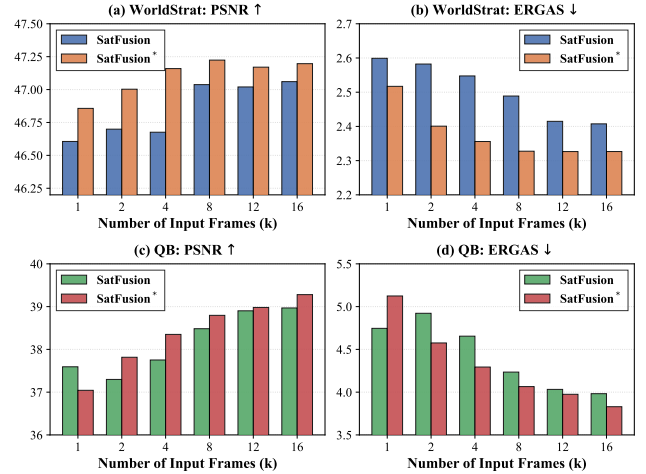 (a) WorldStrat: PSNR ↑
47.50
47.25
47.00
46.75
46.50
46.25
SatFusion
SatFusion*
1 2 4 8 12 16
Number of Input Frames (k)
(b) WorldStrat: ERGAS ↓
2.7
2.6
2.5
2.4
2.3
2.2
SatFusion
SatFusion*
1 2 4 8 12 16
Number of Input Frames (k)
(c) QB: PSNR ↑
40
39
38
37
36
SatFusion
SatFusion*
1 2 4 8 12 16
Number of Input Frames (k)
(d) QB: ERGAS ↓
5.5
5.0
4.5
4.0
3.5
SatFusion
SatFusion*
1 2 4 8 12 16
Number of Input Frames (k)